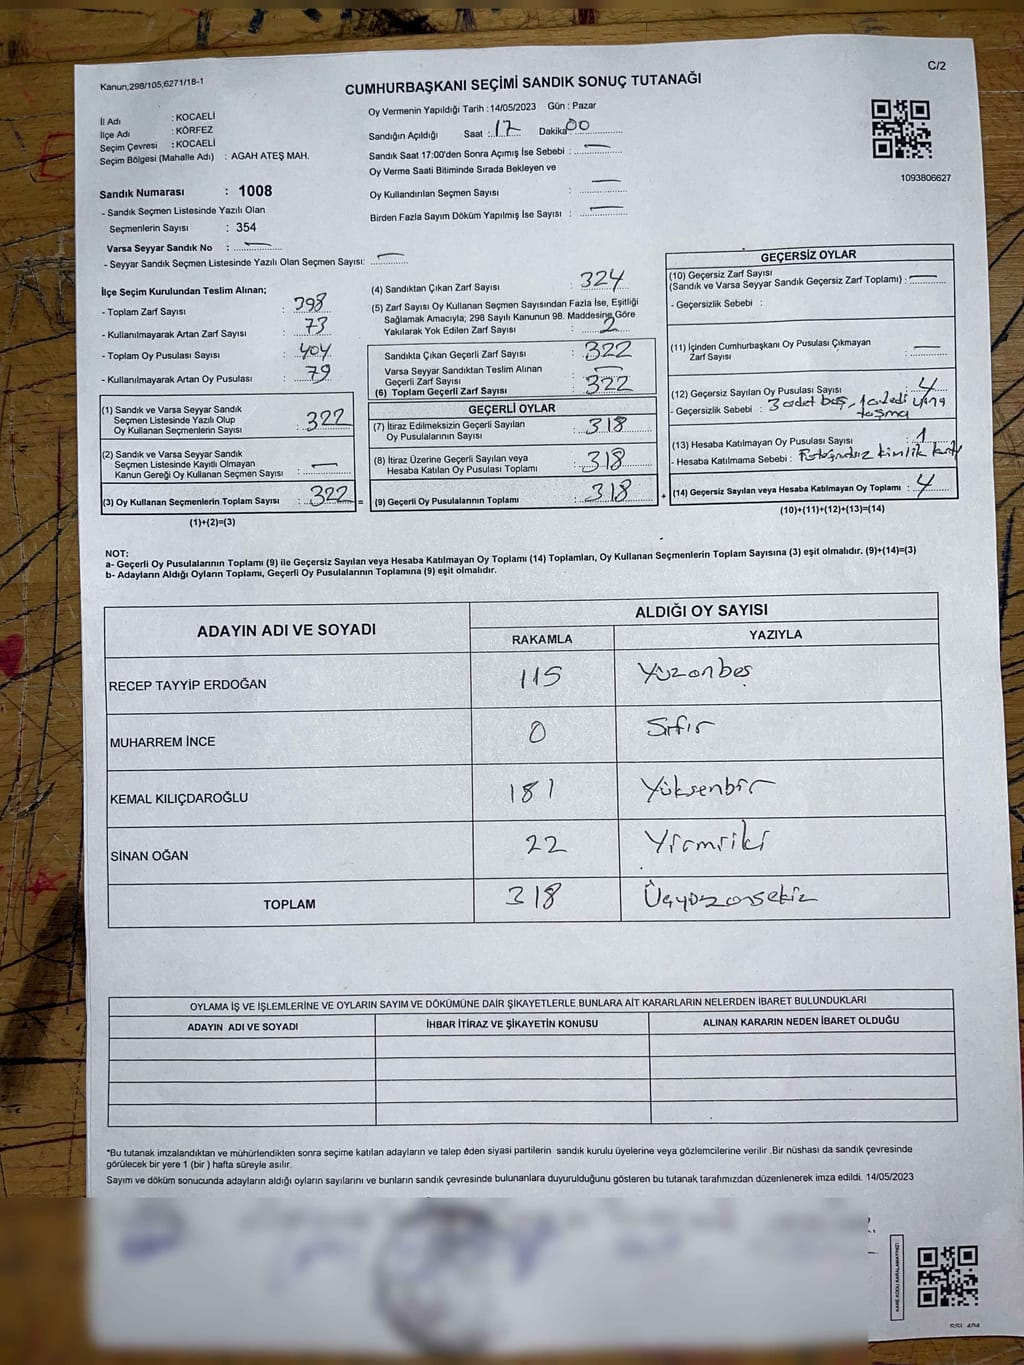 Kanun;298/105;6271/18-1
C/2
CUMHURBAŞKANI SEÇİMİ SANDIK SONUÇ TUTANAĞI
İl Adı : KOCAELİ
İlçe Adı : KÖRFEZ
Seçim Çevresi : KOCAELİ
Seçim Bölgesi (Mahalle Adı) : AGAH ATEŞ MAH.
Sandık Numarası : 1008
- Sandık Seçmen Listesinde Yazılı Olan
Seçmenlerin Sayısı : 354
Varsa Seyyar Sandık No : —
- Seyyar Sandık Seçmen Listesinde Yazılı Olan Seçmen Sayısı: —
Oy Vermenin Yapıldığı Tarih : 14/05/2023 Gün : Pazar
Sandığın Açıldığı Saat : 17 Dakika 00
Sandık Saat 17:00'den Sonra Açımış İse Sebebi : —
Oy Verme Saati Bitiminde Sırada Bekleyen ve
Oy Kullandırılan Seçmen Sayısı : —
Birden Fazla Sayım Döküm Yapılmış İse Sayısı : —
1093806627
İlçe Seçim Kurulundan Teslim Alınan;
- Toplam Zarf Sayısı : 398
- Kullanılmayarak Artan Zarf Sayısı : 73
- Toplam Oy Pusulası Sayısı : 404
- Kullanılmayarak Artan Oy Pusulası : 79
(1) Sandık ve Varsa Seyyar Sandık
Seçmen Listesinde Yazılı Olup
Oy Kullanan Seçmenlerin Sayısı : 322
(2) Sandık ve Varsa Seyyar Sandık
Seçmen Listesinde Kayıtlı Olmayan
Kanun Gereği Oy Kullanan Seçmen Sayısı : —
(3) Oy Kullanan Seçmenlerin Toplam Sayısı : 322 =
(1)+(2)=(3)
(4) Sandıktan Çıkan Zarf Sayısı : 324
(5) Zarf Sayısı Oy Kullanan Seçmen Sayısından Fazla İse, Eşitliği
Sağlamak Amacıyla; 298 Sayılı Kanunun 98. Maddesine Göre
Yakılarak Yok Edilen Zarf Sayısı : 2
Sandıkta Çıkan Geçerli Zarf Sayısı : 322
Varsa Seyyar Sandıktan Teslim Alınan
Geçerli Zarf Sayısı : —
(6) Toplam Geçerli Zarf Sayısı : 322
GEÇERLİ OYLAR
(7) İtiraz Edilmeksizin Geçerli Sayılan
Oy Pusulalarının Sayısı : 318
(8) İtiraz Üzerine Geçerli Sayılan veya
Hesaba Katılan Oy Pusulası Toplamı : 318
(9) Geçerli Oy Pusulalarının Toplamı : 318 +
GEÇERSİZ OYLAR
(10) Geçersiz Zarf Sayısı
(Sandık ve Varsa Seyyar Sandık Geçersiz Zarf Toplamı) : —
- Geçersizlik Sebebi :
(11) İçinden Cumhurbaşkanı Oy Pusulası Çıkmayan
Zarf Sayısı : —
(12) Geçersiz Sayılan Oy Pusulası Sayısı : 4
- Geçersizlik Sebebi : 3 adet boş, 1 adedi
taşma
(13) Hesaba Katılmayan Oy Pusulası Sayısı : 1
- Hesaba Katılmama Sebebi : Fotoğrafsız kimlik kartı
(14) Geçersiz Sayılan veya Hesaba Katılmayan Oy Toplamı : 4
(10)+(11)+(12)+(13)=(14)
NOT:
a- Geçerli Oy Pusulalarının Toplamı (9) ile Geçersiz Sayılan veya Hesaba Katılmayan Oy Toplamı (14) Toplamları, Oy Kullanan Seçmenlerin Toplam Sayısına (3) eşit olmalıdır. (9)+(14)=(3)
b- Adayların Aldığı Oyların Toplamı, Geçerli Oy Pusulalarının Toplamına (9) eşit olmalıdır.
ADAYIN ADI VE SOYADI
ALDIĞI OY SAYISI
RAKAMLA YAZIYLA
RECEP TAYYİP ERDOĞAN 115 Yüzonbeş
MUHARREM İNCE 0 Sıfır
KEMAL KILIÇDAROĞLU 181 Yüksenbir
SİNAN OĞAN 22 Yiamriki
TOPLAM 318 Üçyüzonsekiz
OYLAMA İŞ VE İŞLEMLERİNE VE OYLARIN SAYIM VE DÖKÜMÜNE DAİR ŞİKAYETLERLE BUNLARA AİT KARARLARIN NELERDEN İBARET BULUNDUKLARI
ADAYIN ADI VE SOYADI İHBAR İTİRAZ VE ŞİKAYETİN KONUSU ALINAN KARARIN NEDEN İBARET OLDUĞU
*Bu tutanak imzalandıktan ve mühürlendikten sonra seçime katılan adayların ve talep eden siyasi partilerin sandık kurulu üyelerine veya gözlemcilerine verilir. Bir nüshası da sandık çevresinde
görülecek bir yere 1 (bir ) hafta süreyle asılır.
Sayım ve döküm sonucunda adayların aldığı oyların sayılarını ve bunların sandık çevresinde bulunanlara duyurulduğunu gösteren bu tutanak tarafımızdan düzenlenerek imza edildi. 14/05/2023